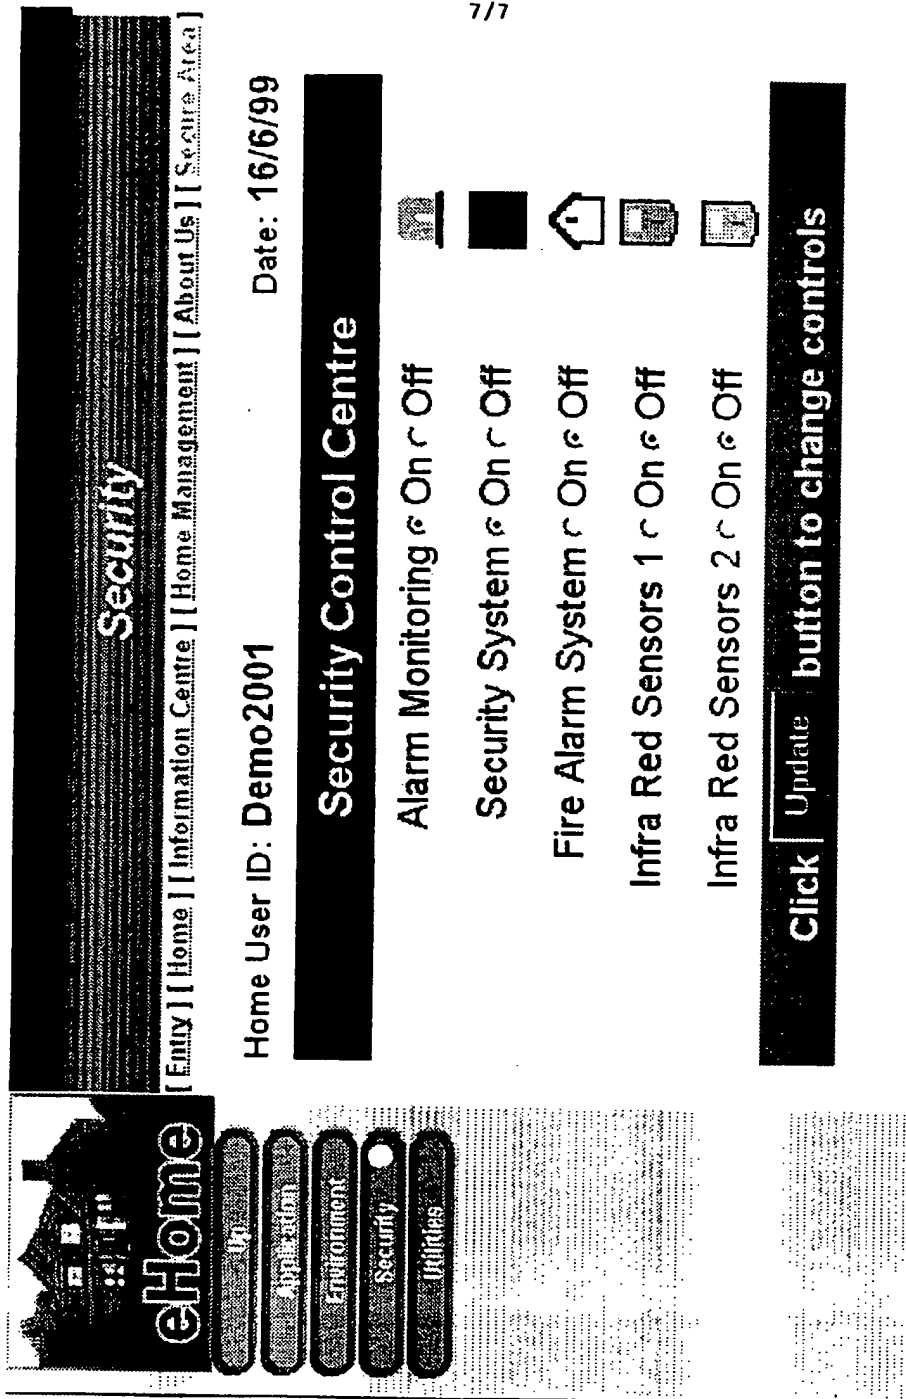 7/7
Security
[ Entry ] [ Home ] [ Information Centre ] [ Home Management ] [ About Us ] [ Secure Area ]
eHome
Up
Application
Environment
Security
Utilities
Home User ID: Demo2001 Date: 16/6/99
Security Control Centre
Alarm Monitoring On Off
Security System On Off
Fire Alarm System On Off
Infra Red Sensors 1 On Off
Infra Red Sensors 2 On Off
Click Update button to change controls